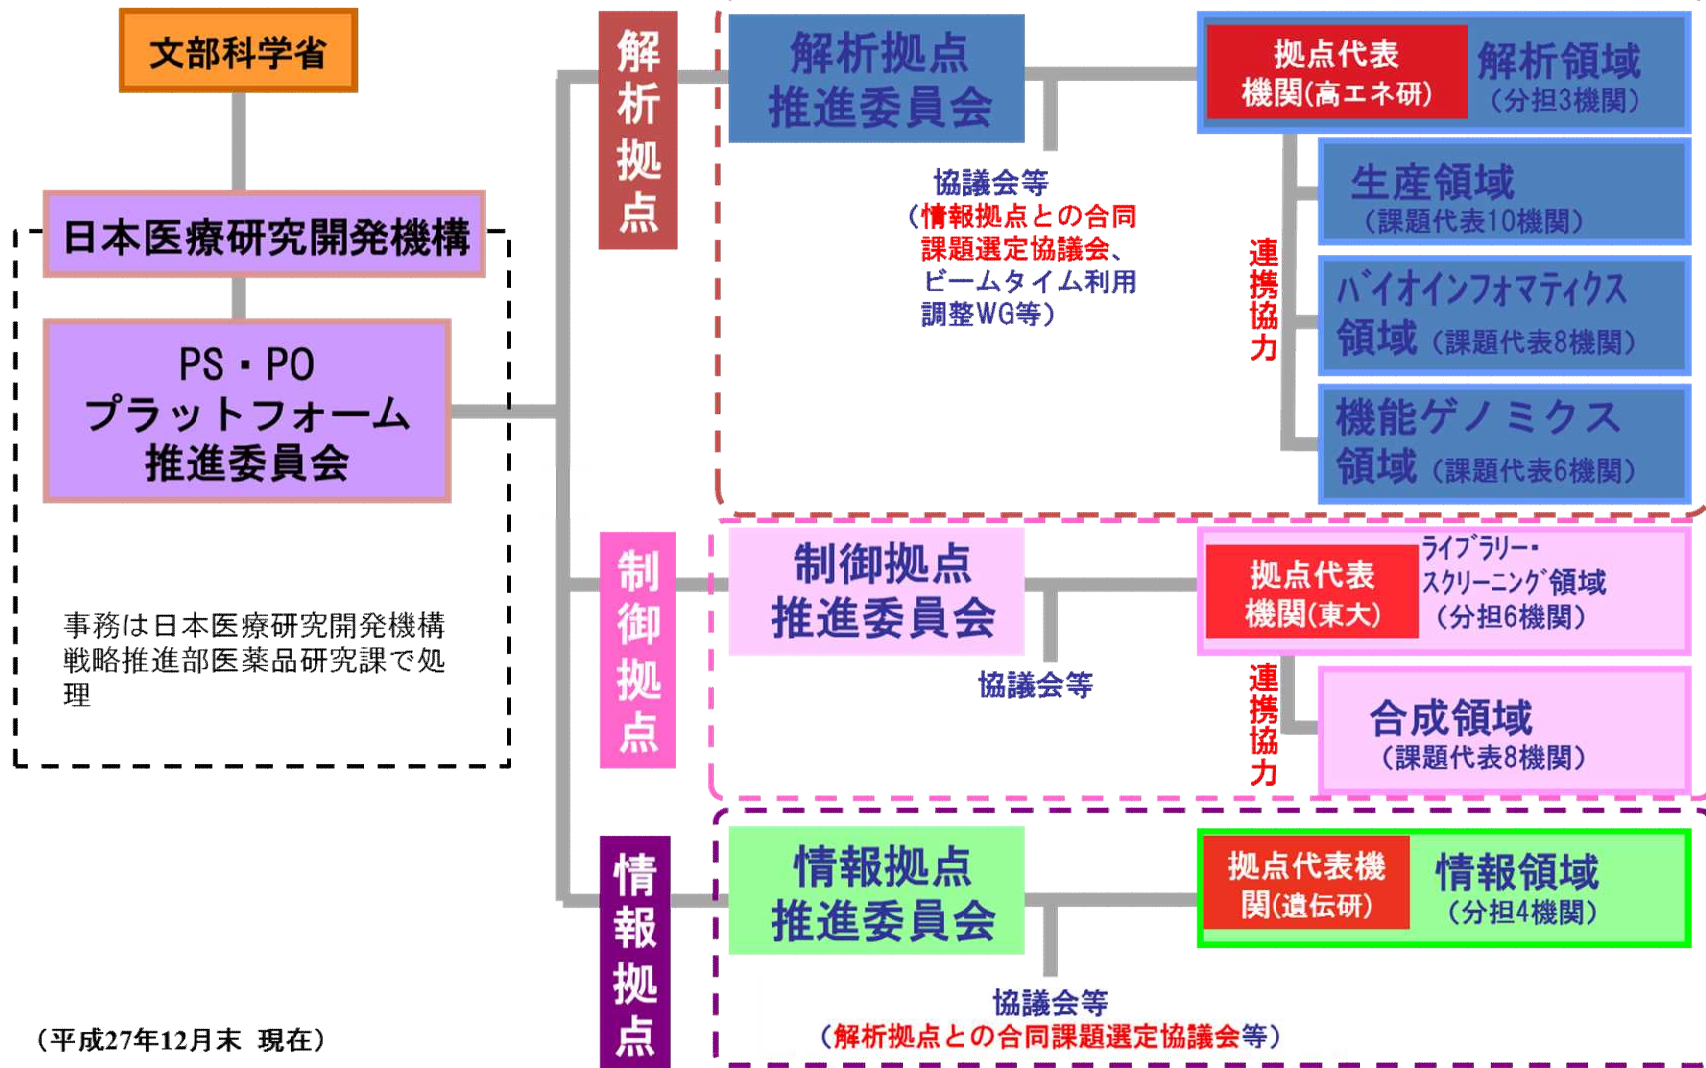 文部科学省
日本医療研究開発機構
PS・PO
プラットフォーム
推進委員会
事務は日本医療研究開発機構
戦略推進部医薬品研究課で処
理
(平成27年12月末 現在)
解析拠点
解析拠点
推進委員会
協議会等
(情報拠点との合同
課題選定協議会、
ビームタイム利用
調整WG等)
拠点代表
機関(高エネ研)
解析領域
(分担3機関)
連携協力
生産領域
(課題代表10機関)
バイオインフォマティクス
領域(課題代表8機関)
機能ゲノミクス
領域(課題代表6機関)
制御拠点
制御拠点
推進委員会
協議会等
拠点代表
機関(東大)
ライブラリー・
スクリーニング領域
(分担6機関)
連携協力
合成領域
(課題代表8機関)
情報拠点
情報拠点
推進委員会
協議会等
(解析拠点との合同課題選定協議会等)
拠点代表機
関(遺伝研)
情報領域
(分担4機関)